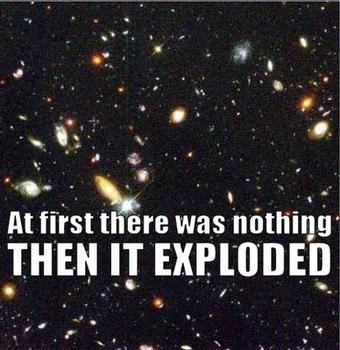 At first there was nothing
THEN IT EXPLODED